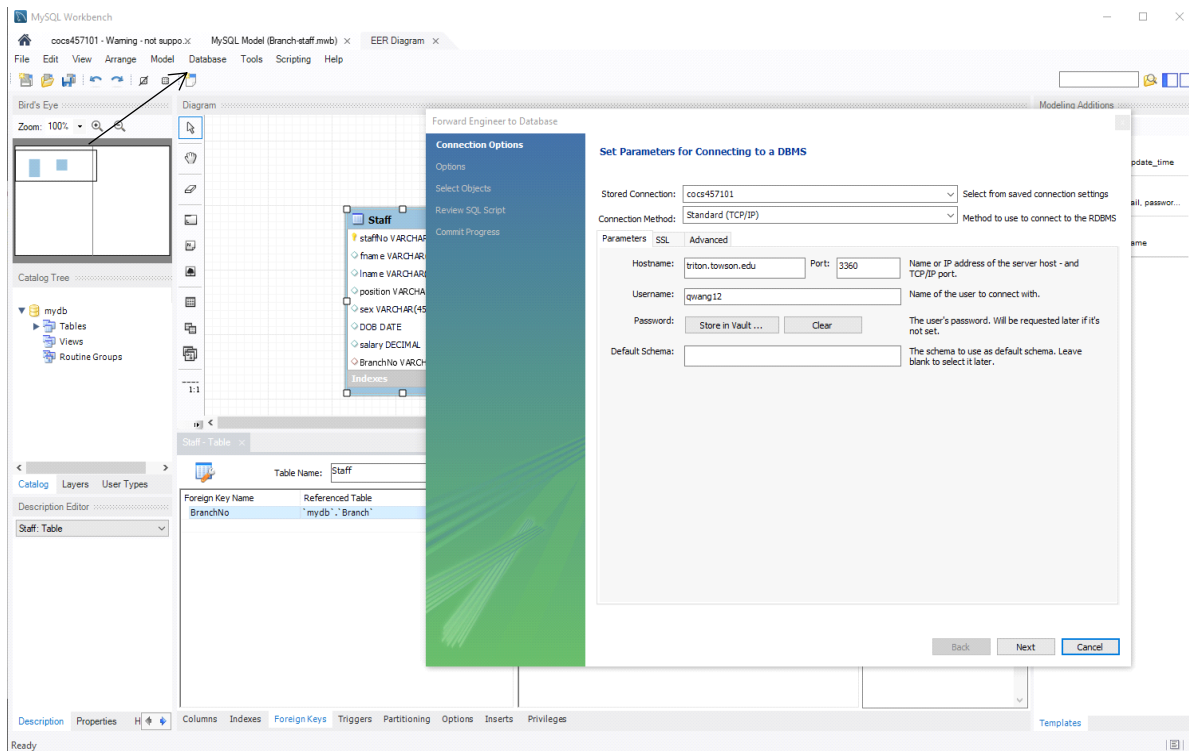 MySQL Workbench
cocs457101 - Warning - not suppo.× MySQL Model (Branch-staff.mwb) × EER Diagram ×
File Edit View Arrange Model Database Tools Scripting Help
Bird's Eye
Zoom: 100%
Diagram
Modeling Additions
pdate_time
ail, passwor...
ame
Staff
staffNo VARCHAR
fname VARCHAR
lname VARCHAR(
position VARCHA
sex VARCHAR(45
DOB DATE
salary DECIMAL
BranchNo VARCH
Indexes
1:1
Catalog Tree
mydb
Tables
Views
Routine Groups
Catalog Layers User Types
Description Editor
Staff: Table
Staff - Table ×
Table Name: Staff
Foreign Key Name Referenced Table
BranchNo `mydb`.`Branch`
Forward Engineer to Database
Connection Options
Options
Select Objects
Review SQL Script
Commit Progress
Set Parameters for Connecting to a DBMS
Stored Connection: cocs457101 Select from saved connection settings
Connection Method: Standard (TCP/IP) Method to use to connect to the RDBMS
Parameters SSL Advanced
Hostname: triton.towson.edu Port: 3360 Name or IP address of the server host - and
TCP/IP port.
Username: qwang12 Name of the user to connect with.
Password: Store in Vault ... Clear The user's password. Will be requested later if it's
not set.
Default Schema: The schema to use as default schema. Leave
blank to select it later.
Back Next Cancel
Description Properties H
Columns Indexes Foreign Keys Triggers Partitioning Options Inserts Privileges
Templates
Ready